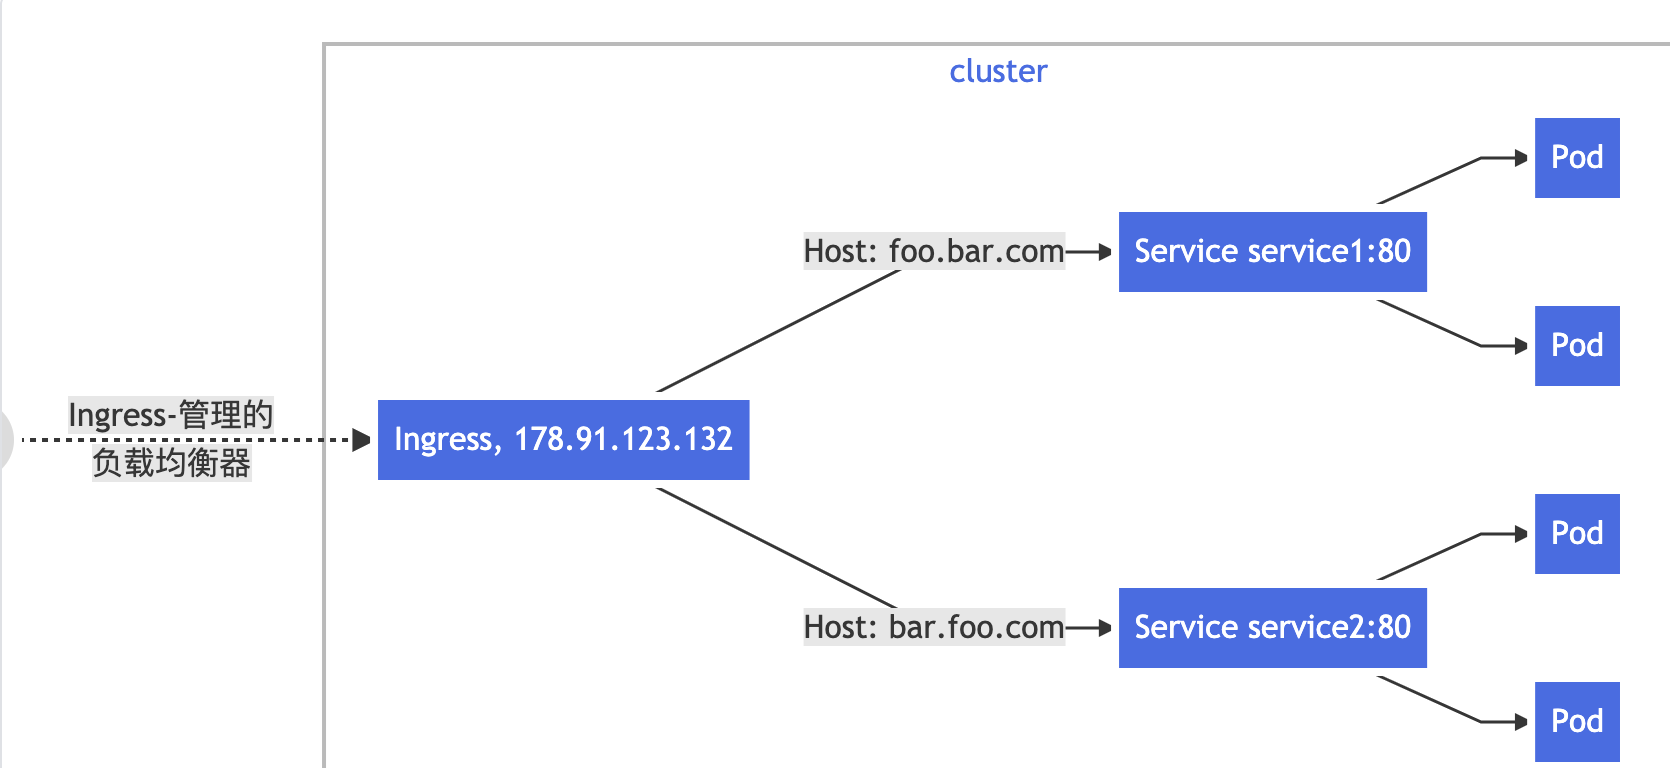 cluster
Pod
Host: foo.bar.com
Service service1:80
Pod
Ingress-管理的
负载均衡器
Ingress, 178.91.123.132
Pod
Host: bar.foo.com
Service service2:80
Pod